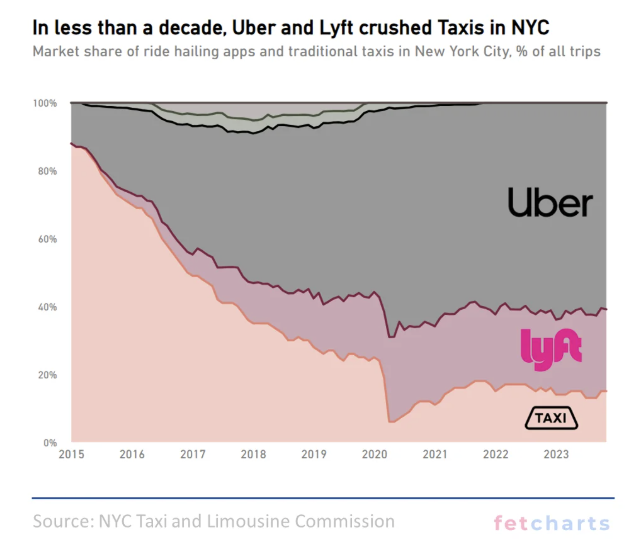 In less than a decade, Uber and Lyft crushed Taxis in NYC
Market share of ride hailing apps and traditional taxis in New York City, % of all trips
100%
80%
Uber
60%
40%
lyft
20%
TAXI
0%
2015 2016 2017 2018 2019 2020 2021 2022 2023
Source: NYC Taxi and Limousine Commission
fetcharts